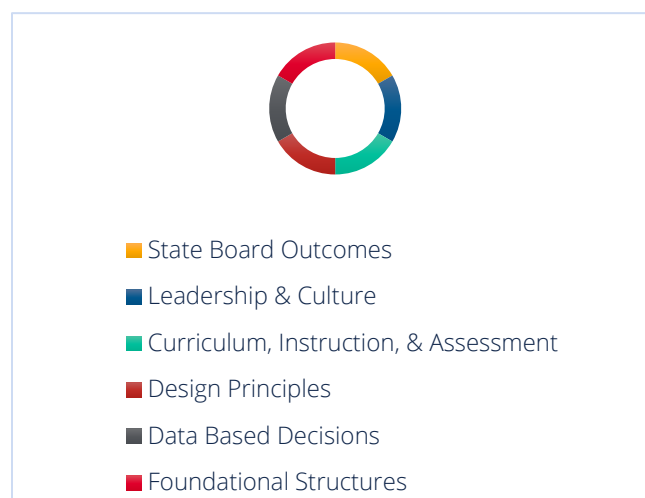 State Board Outcomes
Leadership & Culture
Curriculum, Instruction, & Assessment
Design Principles
Data Based Decisions
Foundational Structures